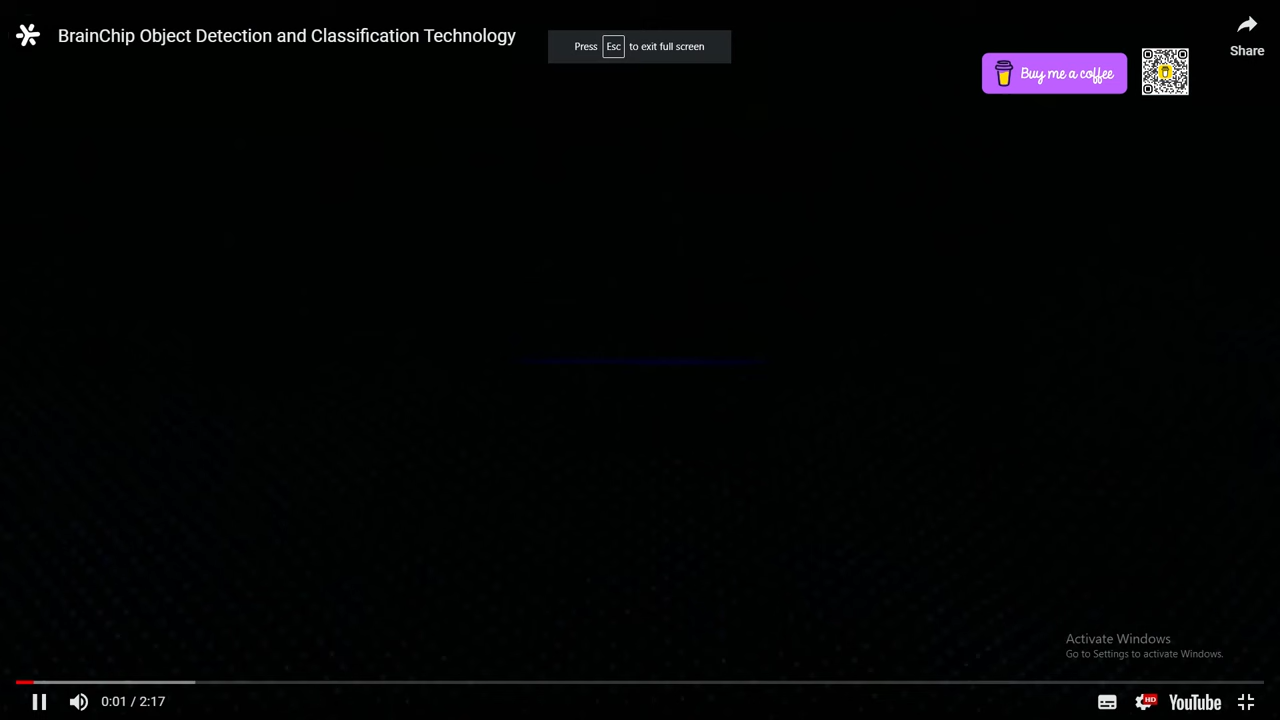 BrainChip Object Detection and Classification Technology
Press Esc to exit full screen
Share
Buy me a coffee
Activate Windows
Go to Settings to activate Windows.
0:01 / 2:17
HD
YouTube